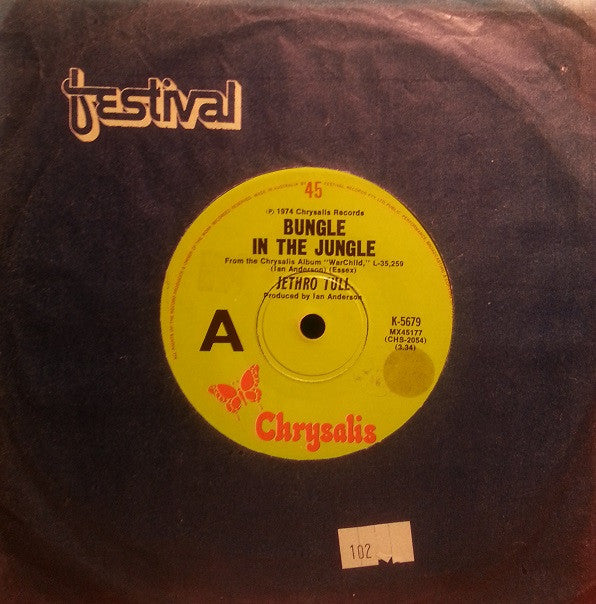 festival
45
℗ 1974 Chrysalis Records
BUNGLE
IN THE JUNGLE
From the Chrysalis Album "WarChild," L-35,259
(Ian Anderson) (Essex)
JETHRO TULL
Produced by Ian Anderson
A
K-5679
MX45177
(CHS-2054)
(3.34)
Chrysalis
102